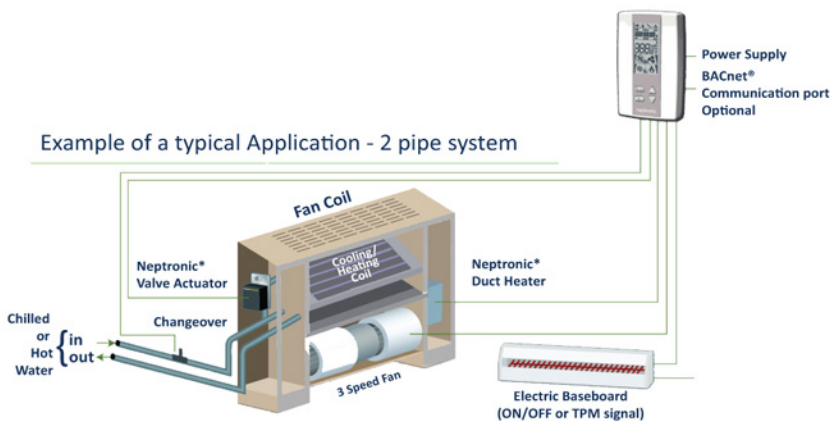 Power Supply
BACnet®
Communication port
Optional
Example of a typical Application - 2 pipe system
Fan Coil
Cooling/
Heating
Coil
Neptronic*
Valve Actuator
Neptronic*
Duct Heater
Changeover
Chilled
or
Hot
Water
{in
out
3 Speed Fan
Electric Baseboard
(ON/OFF or TPM signal)